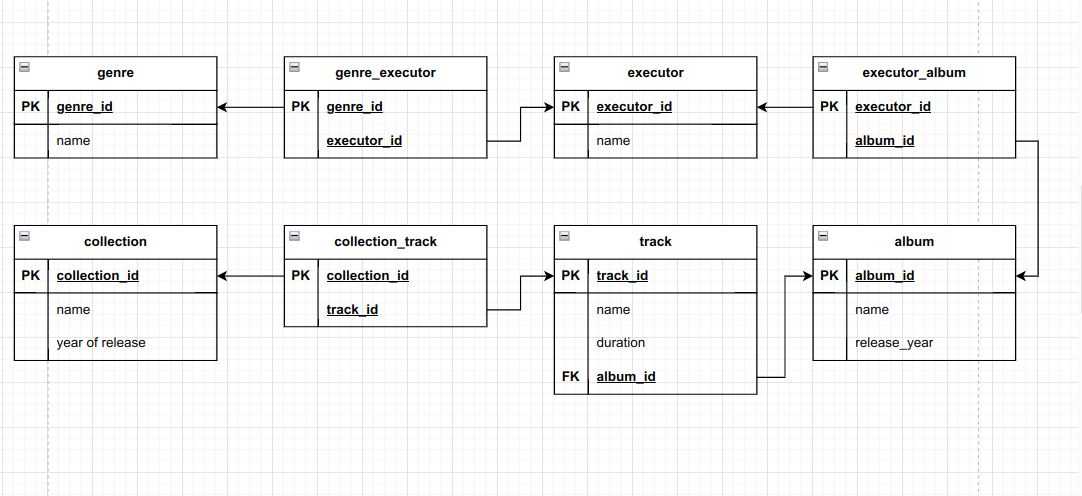 genre
PK genre_id
name
genre_executor
PK genre_id
executor_id
executor
PK executor_id
name
executor_album
PK executor_id
album_id
collection
PK collection_id
name
year of release
collection_track
PK collection_id
track_id
track
PK track_id
name
duration
FK album_id
album
PK album_id
name
release_year